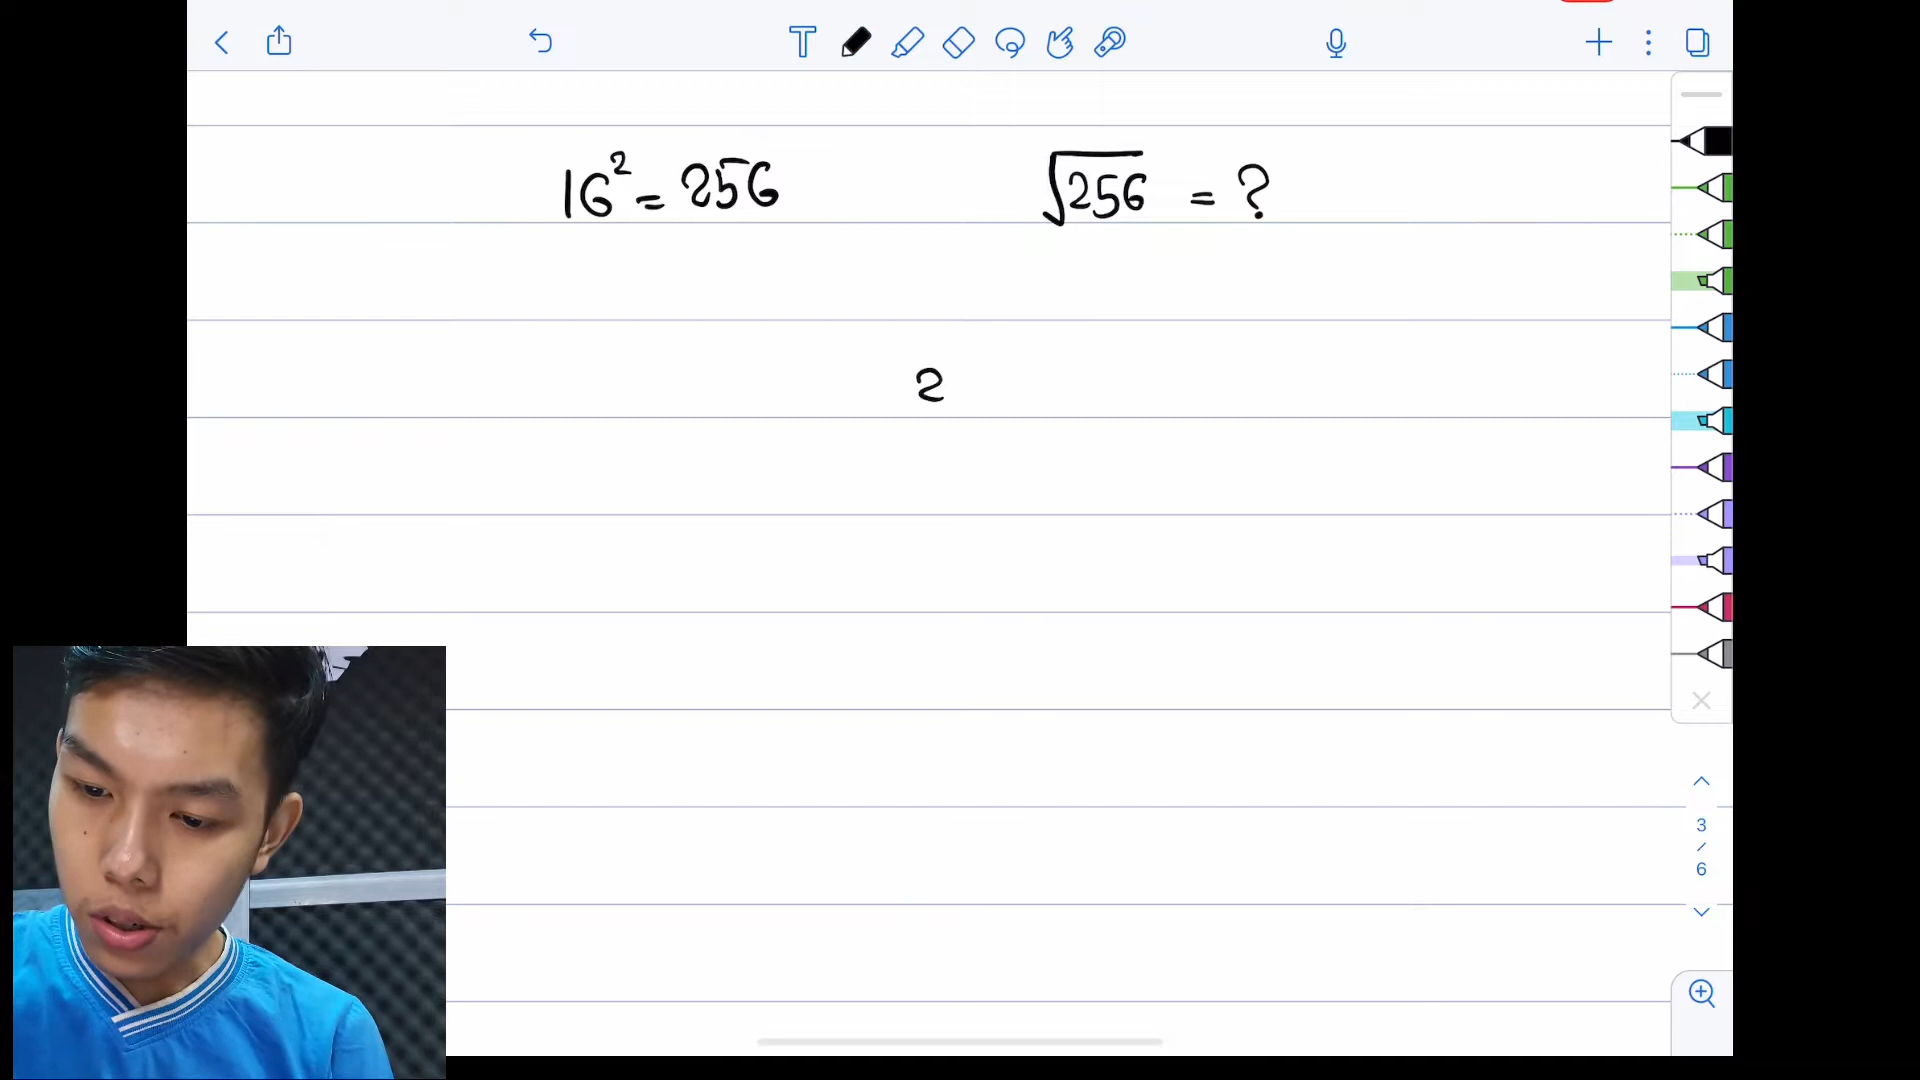 16² = 256 √256 = ?
2
3
/
6